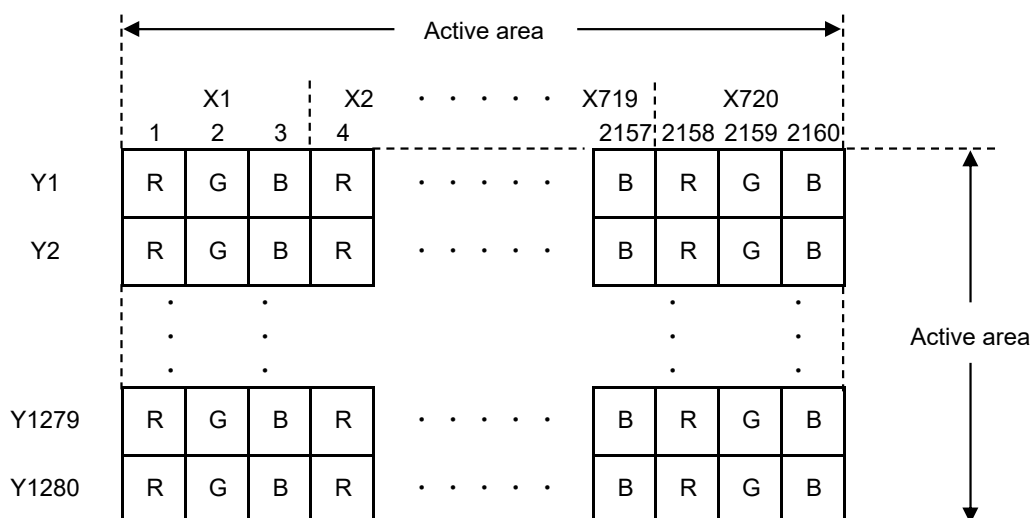 Active area
X1 X2 · · · · · X719 X720
1 2 3 4 2157 2158 2159 2160
Y1 R G B R · · · · · B R G B
Y2 R G B R · · · · · B R G B
· · · ·
· · · ·
Active area
· · · ·
Y1279 R G B R · · · · · B R G B
Y1280 R G B R · · · · · B R G B